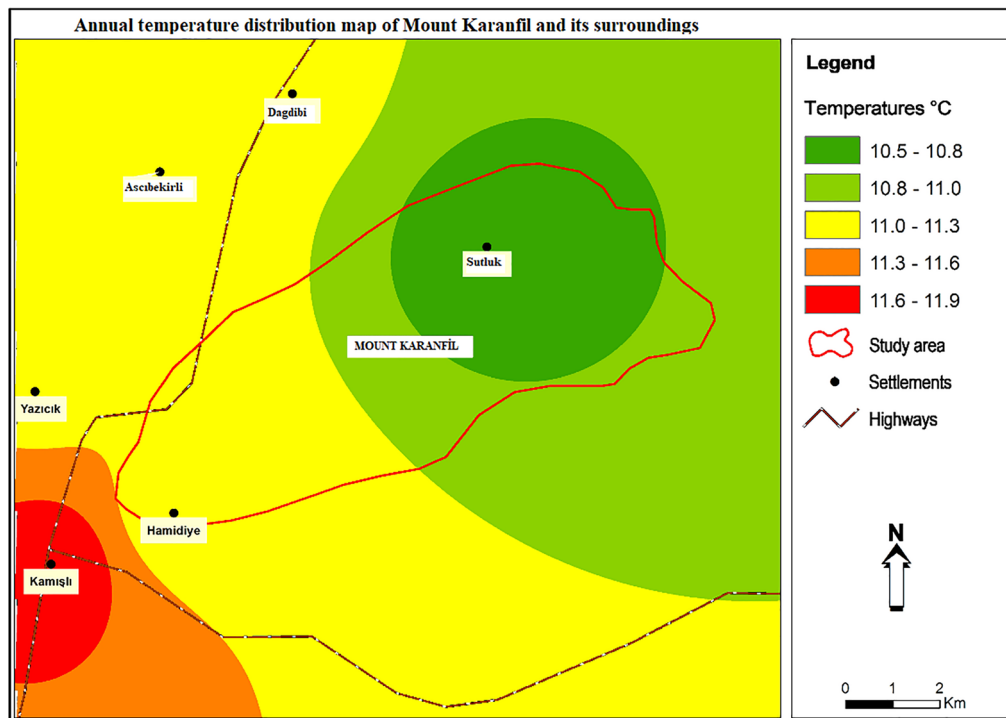 Annual temperature distribution map of Mount Karanfil and its surroundings
Dagdibi
Ascıbekirli
Sutluk
MOUNT KARANFİL
Yazıcık
Hamidiye
Kamışlı
Legend
Temperatures °C
10.5 - 10.8
10.8 - 11.0
11.0 - 11.3
11.3 - 11.6
11.6 - 11.9
Study area
Settlements
Highways
N
0 1 2
Km